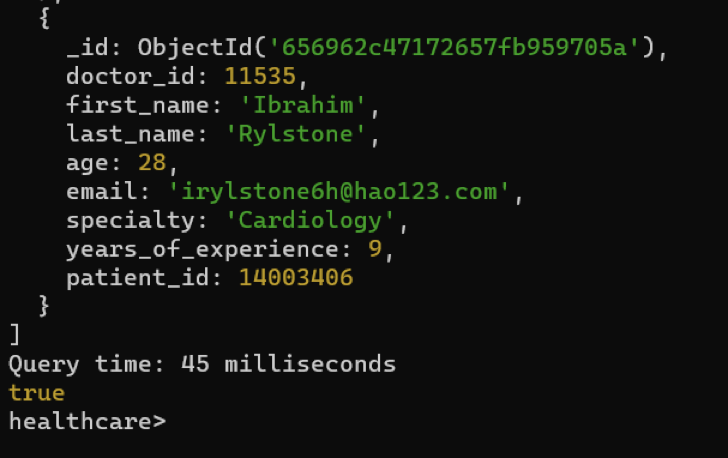 {
_id: ObjectId('656962c47172657fb959705a'),
doctor_id: 11535,
first_name: 'Ibrahim',
last_name: 'Rylstone',
age: 28,
email: 'irylstone6h@hao123.com',
specialty: 'Cardiology',
years_of_experience: 9,
patient_id: 14003406
}
]
Query time: 45 milliseconds
true
healthcare>